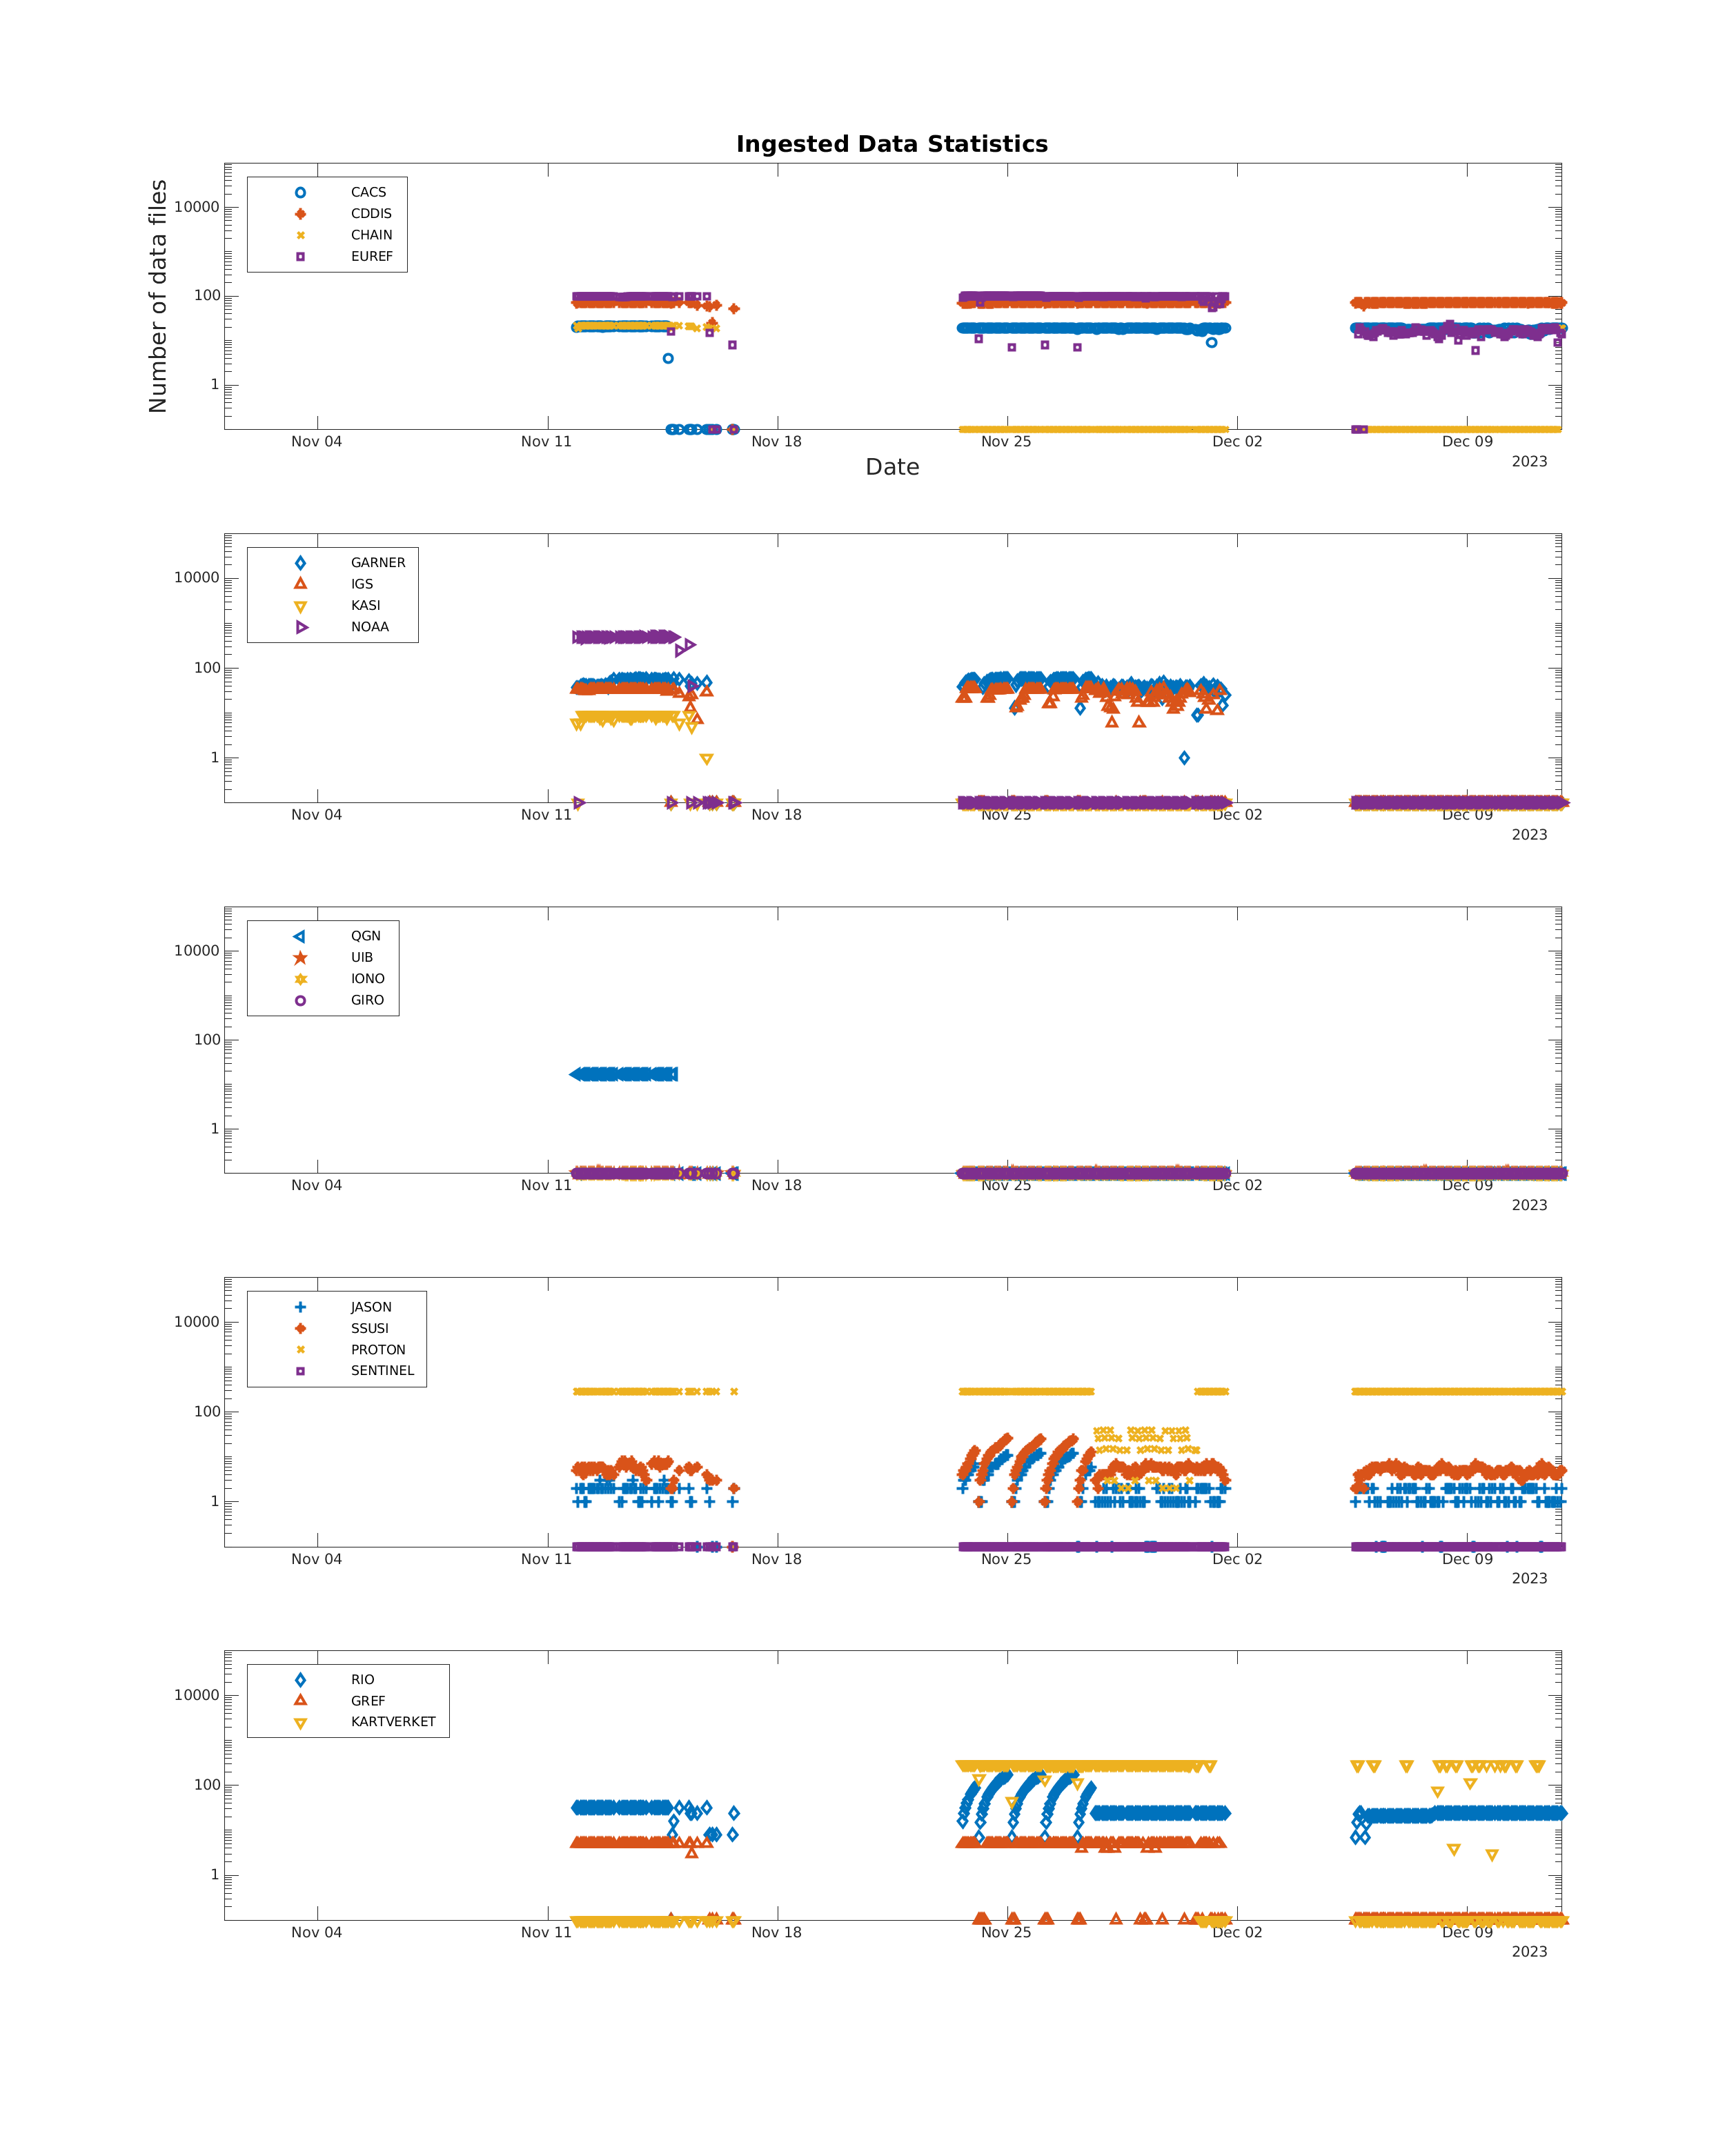 Ingested Data Statistics
Number of data files
CACS
CDDIS
CHAIN
EUREF
10000
100
1
Nov 04 Nov 11 Nov 18 Nov 25 Dec 02 Dec 09
2023
Date
GARNER
IGS
KASI
NOAA
10000
100
1
Nov 04 Nov 11 Nov 18 Nov 25 Dec 02 Dec 09
2023
QGN
UIB
IONO
GIRO
10000
100
1
Nov 04 Nov 11 Nov 18 Nov 25 Dec 02 Dec 09
2023
JASON
SSUSI
PROTON
SENTINEL
10000
100
1
Nov 04 Nov 11 Nov 18 Nov 25 Dec 02 Dec 09
2023
RIO
GREF
KARTVERKET
10000
100
1
Nov 04 Nov 11 Nov 18 Nov 25 Dec 02 Dec 09
2023